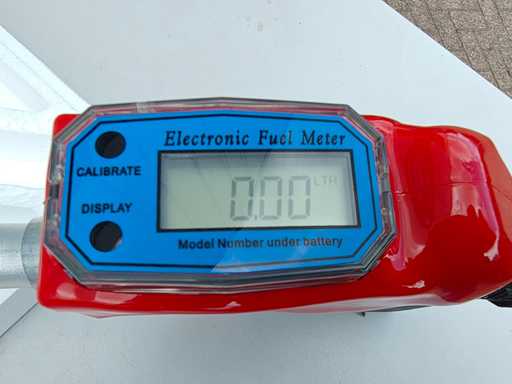 Electronic Fuel Meter
CALIBRATE
LTR
0.00
DISPLAY
Model Number under battery